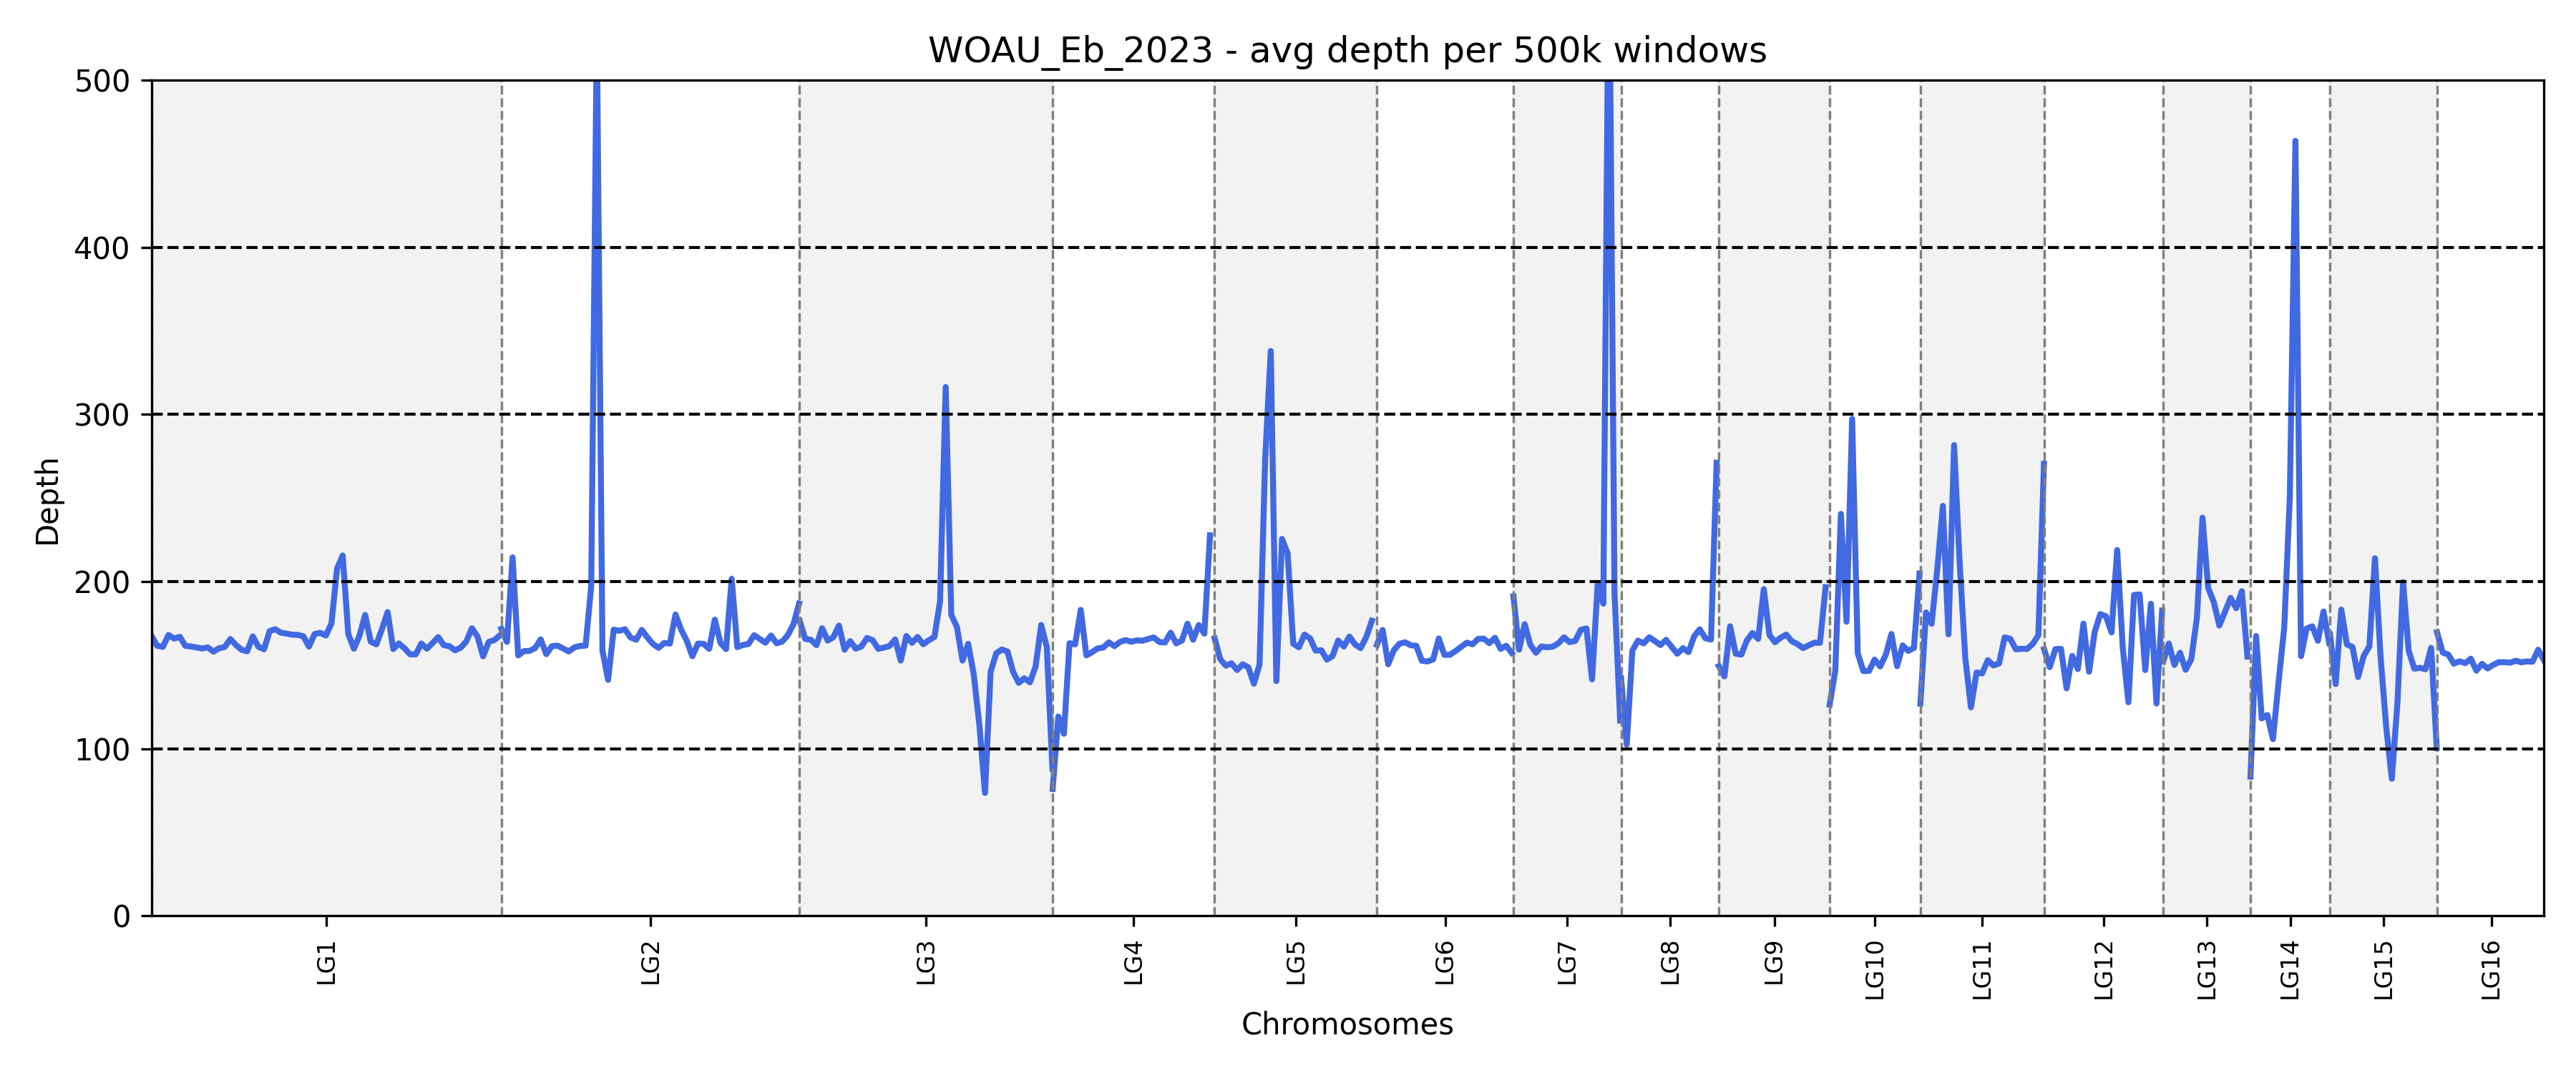 WOAU_Eb_2023 - avg depth per 500k windows
500
400
300
200
100
0
Depth
LG1
LG2
LG3
LG4
LG5
LG6
LG7
LG8
LG9
LG10
LG11
LG12
LG13
LG14
LG15
LG16
Chromosomes